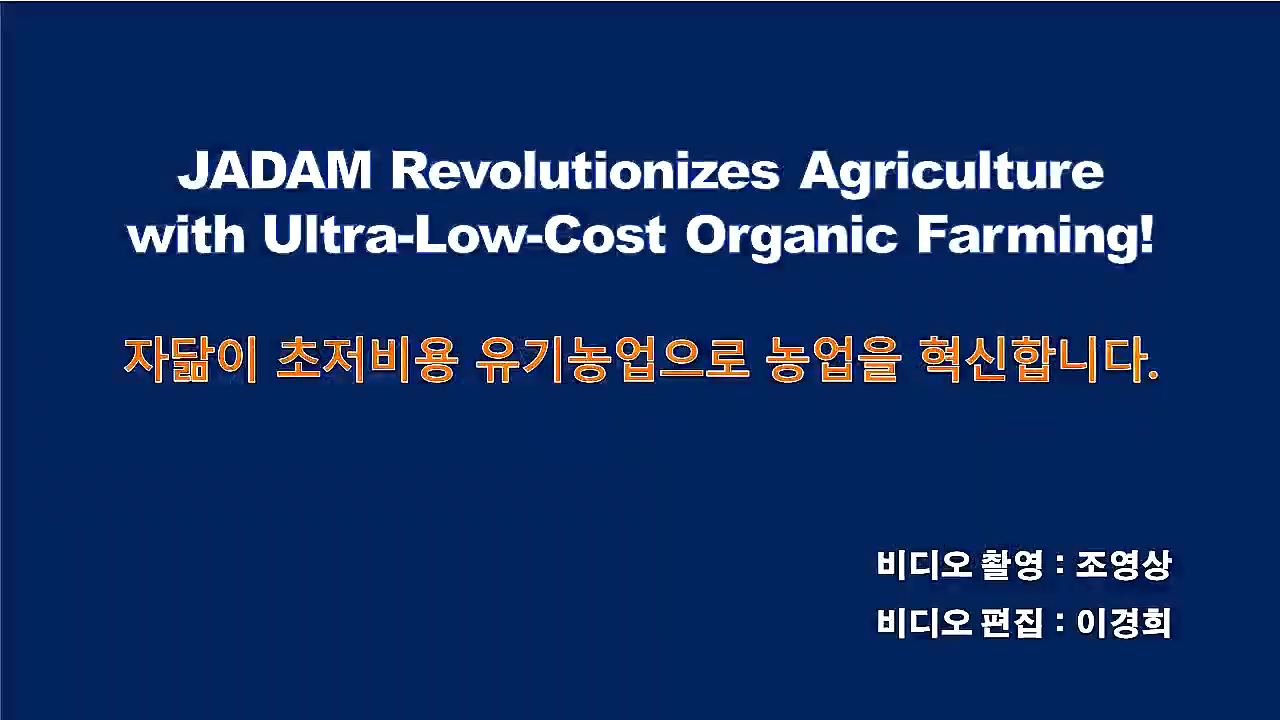 JADAM Revolutionizes Agriculture
with Ultra-Low-Cost Organic Farming!
자닮이 초저비용 유기농업으로 농업을 혁신합니다.
비디오 촬영 : 조영상
비디오 편집 : 이경희